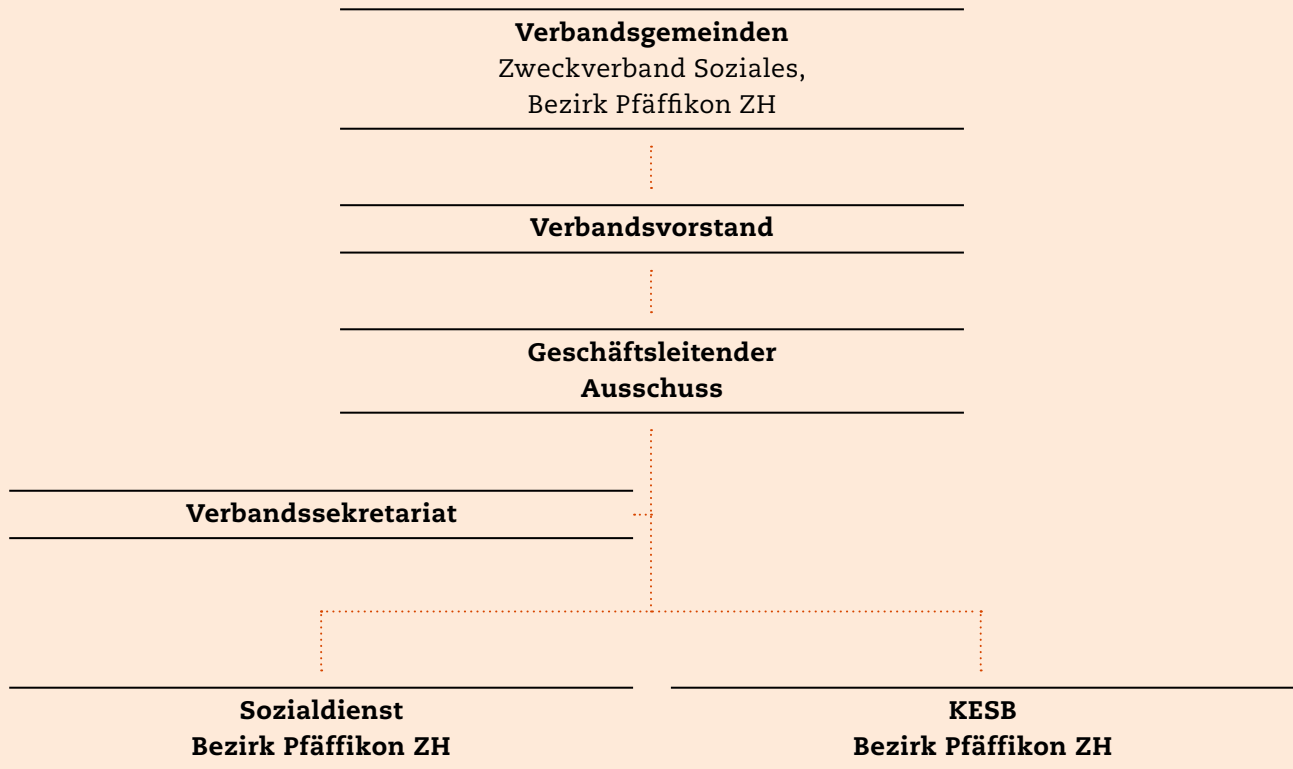 Verbandsgemeinden
Zweckverband Soziales,
Bezirk Pfäffikon ZH
Verbandsvorstand
Geschäftsleitender
Ausschuss
Verbandssekretariat
Sozialdienst
Bezirk Pfäffikon ZH
KESB
Bezirk Pfäffikon ZH